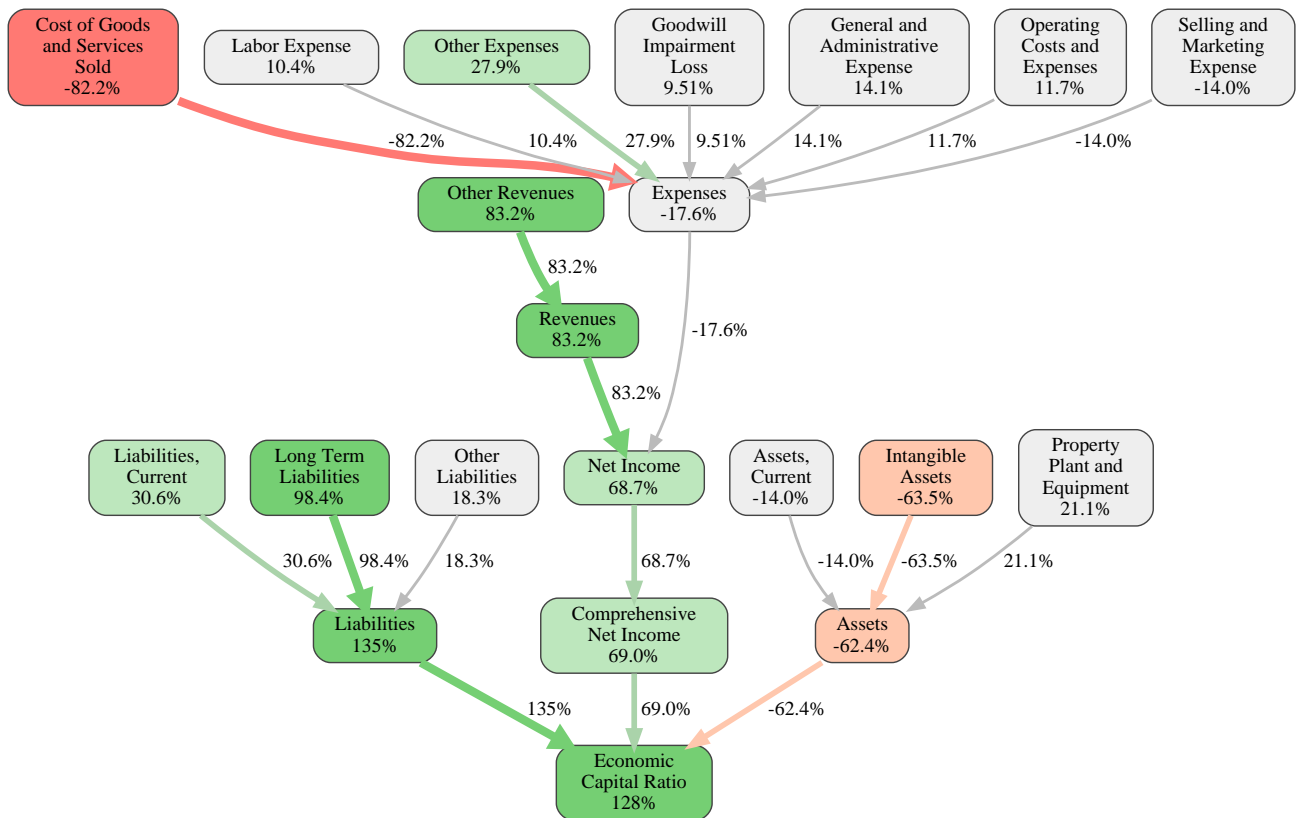 Cost of Goods
and Services
Sold
-82.2%
Labor Expense
10.4%
Other Expenses
27.9%
Goodwill
Impairment
Loss
9.51%
General and
Administrative
Expense
14.1%
Operating
Costs and
Expenses
11.7%
Selling and
Marketing
Expense
-14.0%
-82.2%
10.4%
27.9%
9.51%
14.1%
11.7%
-14.0%
Other Revenues
83.2%
Expenses
-17.6%
83.2%
Revenues
83.2%
-17.6%
83.2%
Liabilities,
Current
30.6%
Long Term
Liabilities
98.4%
Other
Liabilities
18.3%
Net Income
68.7%
Assets,
Current
-14.0%
Intangible
Assets
-63.5%
Property
Plant and
Equipment
21.1%
30.6%
98.4%
18.3%
68.7%
-14.0%
-63.5%
21.1%
Liabilities
135%
Comprehensive
Net Income
69.0%
Assets
-62.4%
135%
69.0%
-62.4%
Economic
Capital Ratio
128%